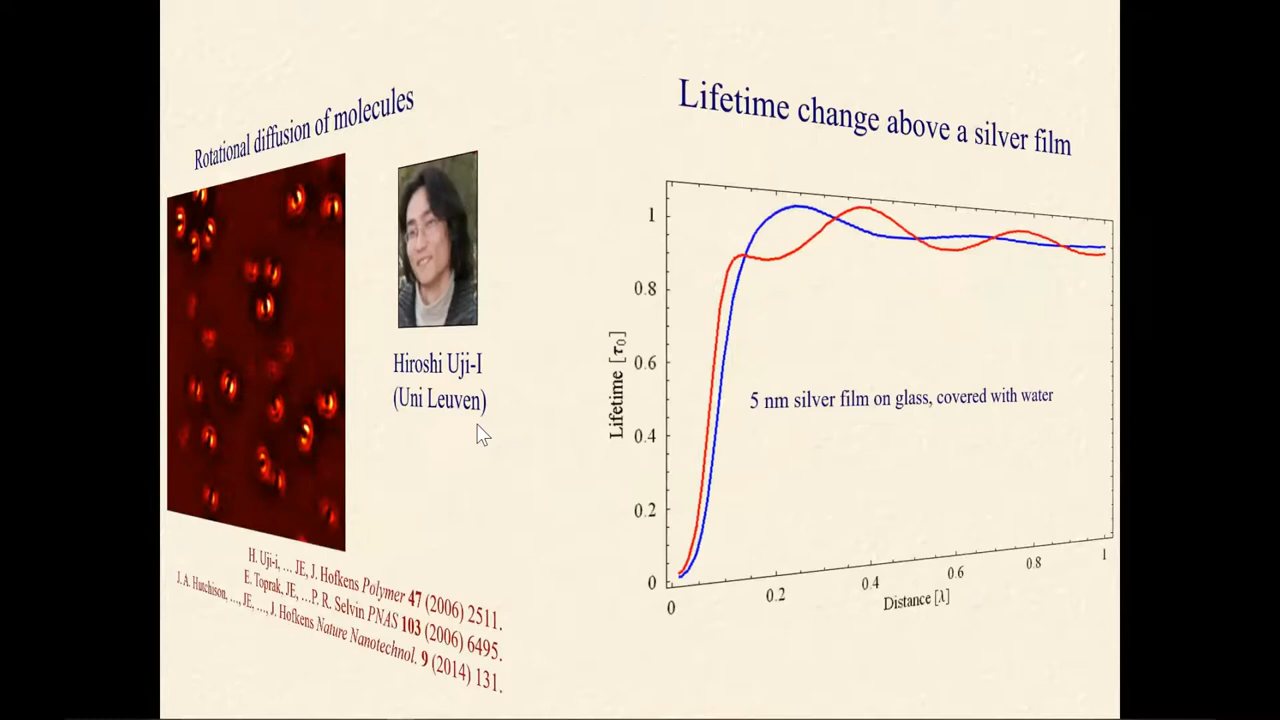 Rotational diffusion of molecules
Hiroshi Uji-I
(Uni Leuven)
H. Uji-i, ... JE, J. Hofkens Polymer 47 (2006) 2511.
E. Toprak, JE, ...P. R. Selvin PNAS 103 (2006) 6495.
J. A. Hutchison, ..., JE, ..., J. Hofkens Nature Nanotechnol. 9 (2014) 131.
Lifetime change above a silver film
1
0.8
0.6
0.4
0.2
0
Lifetime [τ0]
5 nm silver film on glass, covered with water
0
0.2
0.4
0.6
0.8
1
Distance [λ]